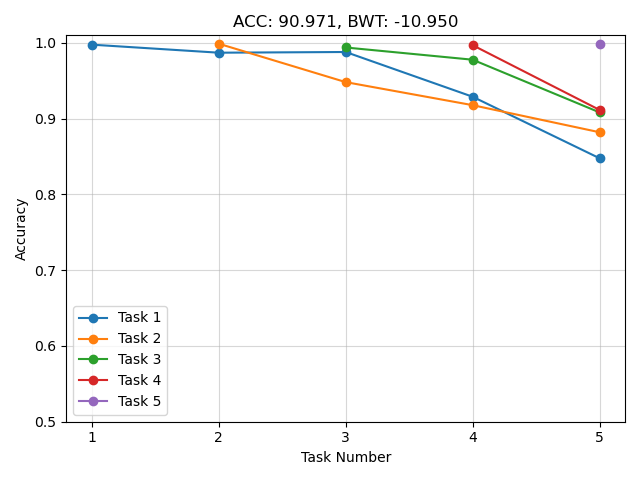 ACC: 90.971, BWT: -10.950
1.0
0.9
0.8
0.7
0.6
0.5
Accuracy
Task 1
Task 2
Task 3
Task 4
Task 5
1 2 3 4 5
Task Number